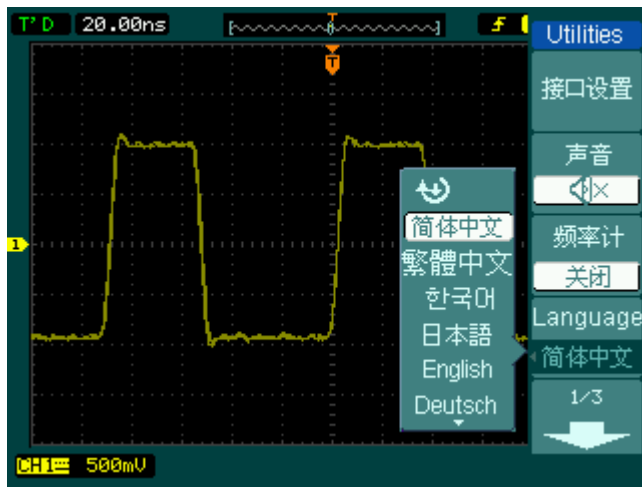 T'D 20.00ns
T
T
1
Utilities
接口设置
声音
频率计
关闭
Language
简体中文
1/3
简体中文
繁體中文
한국어
日本語
English
Deutsch
CH1 500mV